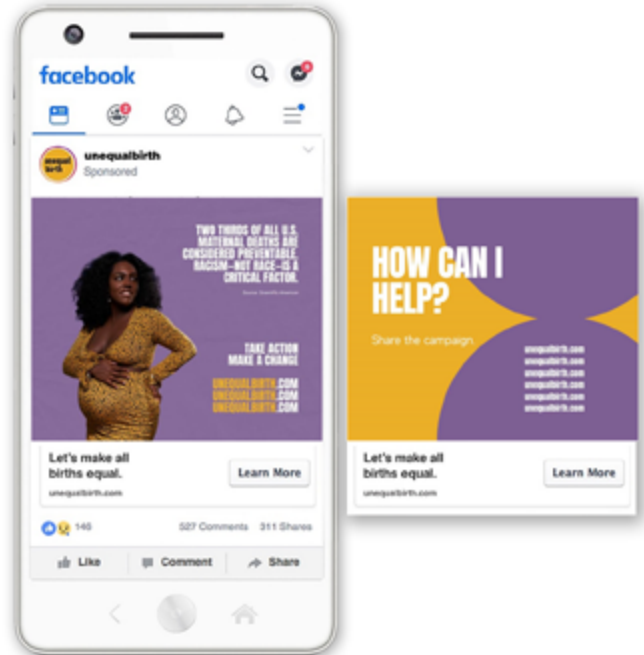 facebook
2
unequal
birth
unequalbirth
Sponsored
TWO THIRDS OF ALL U.S.
MATERNAL DEATHS ARE
CONSIDERED PREVENTABLE,
RACISM—NOT RACE—IS A
CRITICAL FACTOR.
TAKE ACTION
MAKE A CHANGE
UNEQUALBIRTH.COM
UNEQUALBIRTH.COM
UNEQUALBIRTH.COM
Let's make all
births equal.
unequalbirth.com
Learn More
146
527 Comments 311 Shares
Like Comment Share
HOW CAN I
HELP?
Share the campaign.
unequalbirth.com
unequalbirth.com
unequalbirth.com
unequalbirth.com
unequalbirth.com
unequalbirth.com
Let's make all
births equal.
unequalbirth.com
Learn More